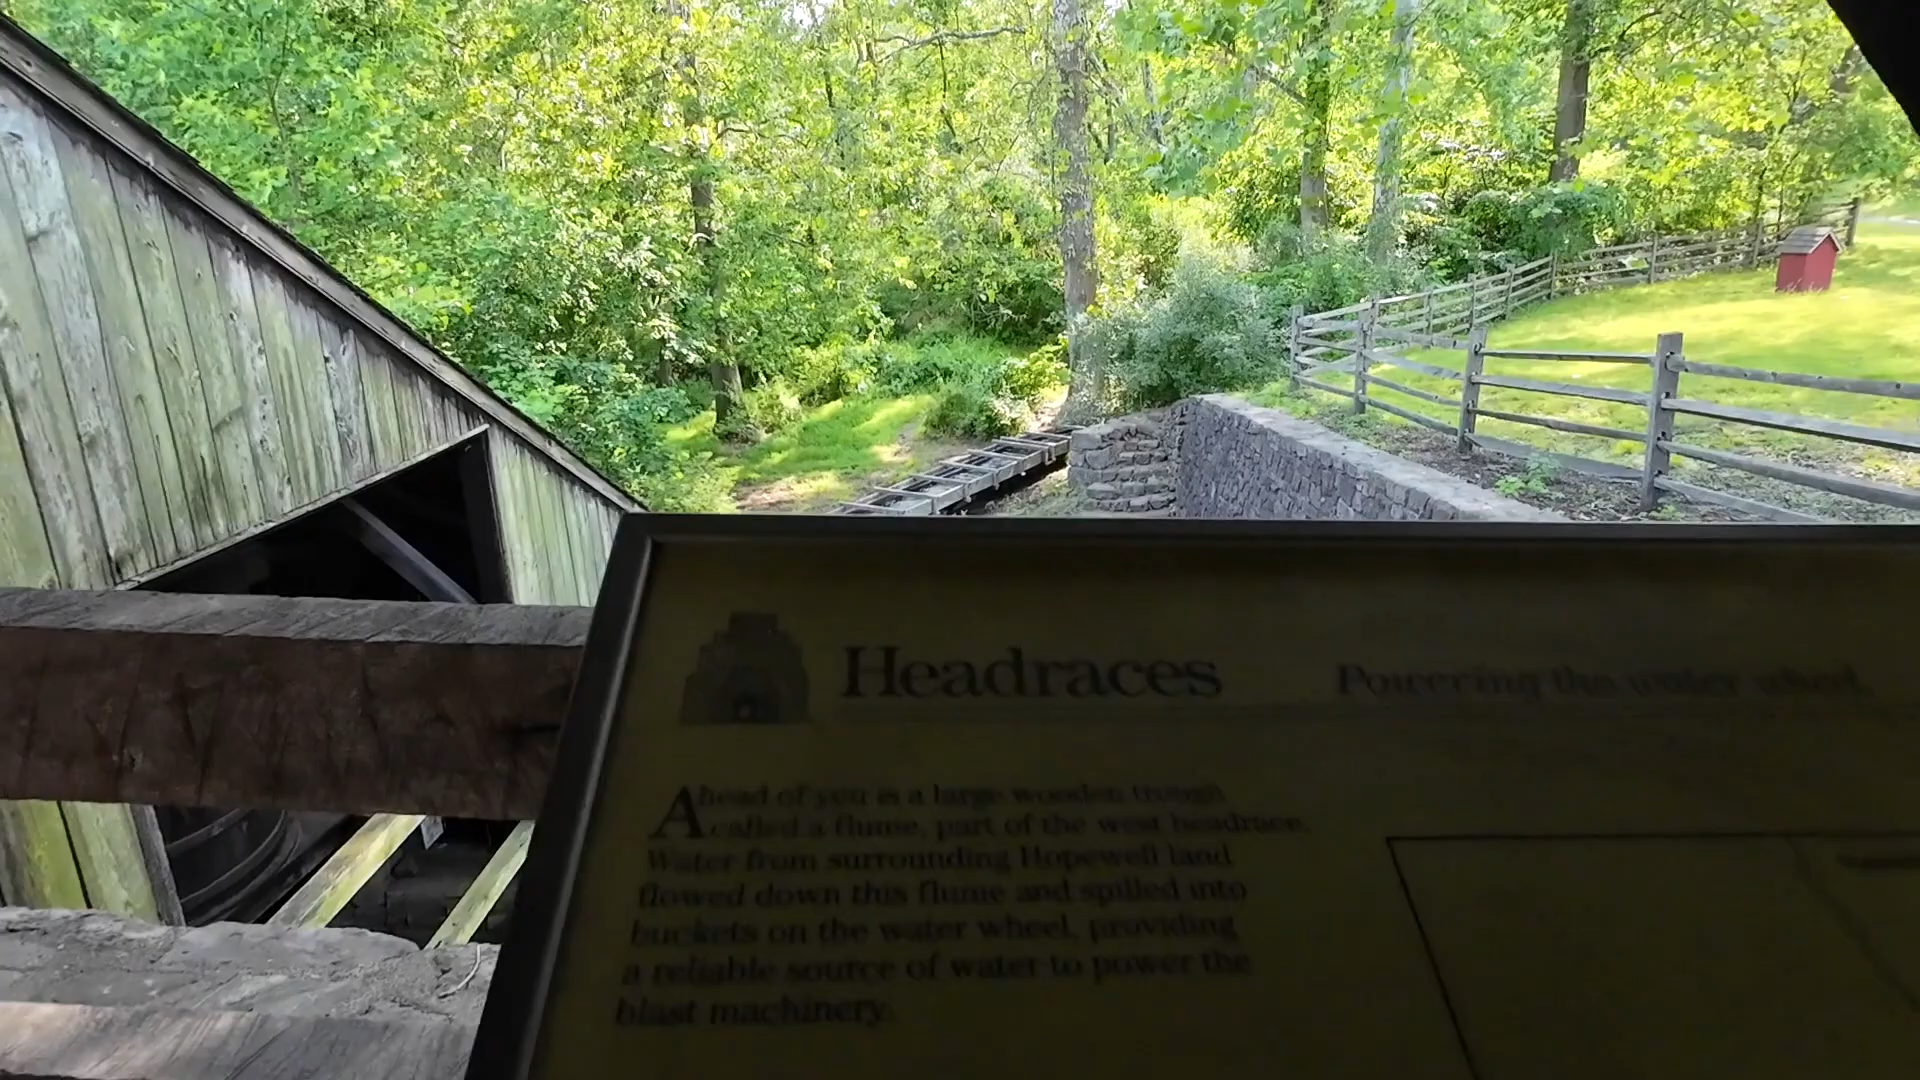 Headraces
Powering the water wheel
Ahead of you is a large wooden trough
called a flume, part of the west headrace.
Water from surrounding Hopewell land
flowed down this flume and spilled into
buckets on the water wheel, providing
a reliable source of water to power the
blast machinery.